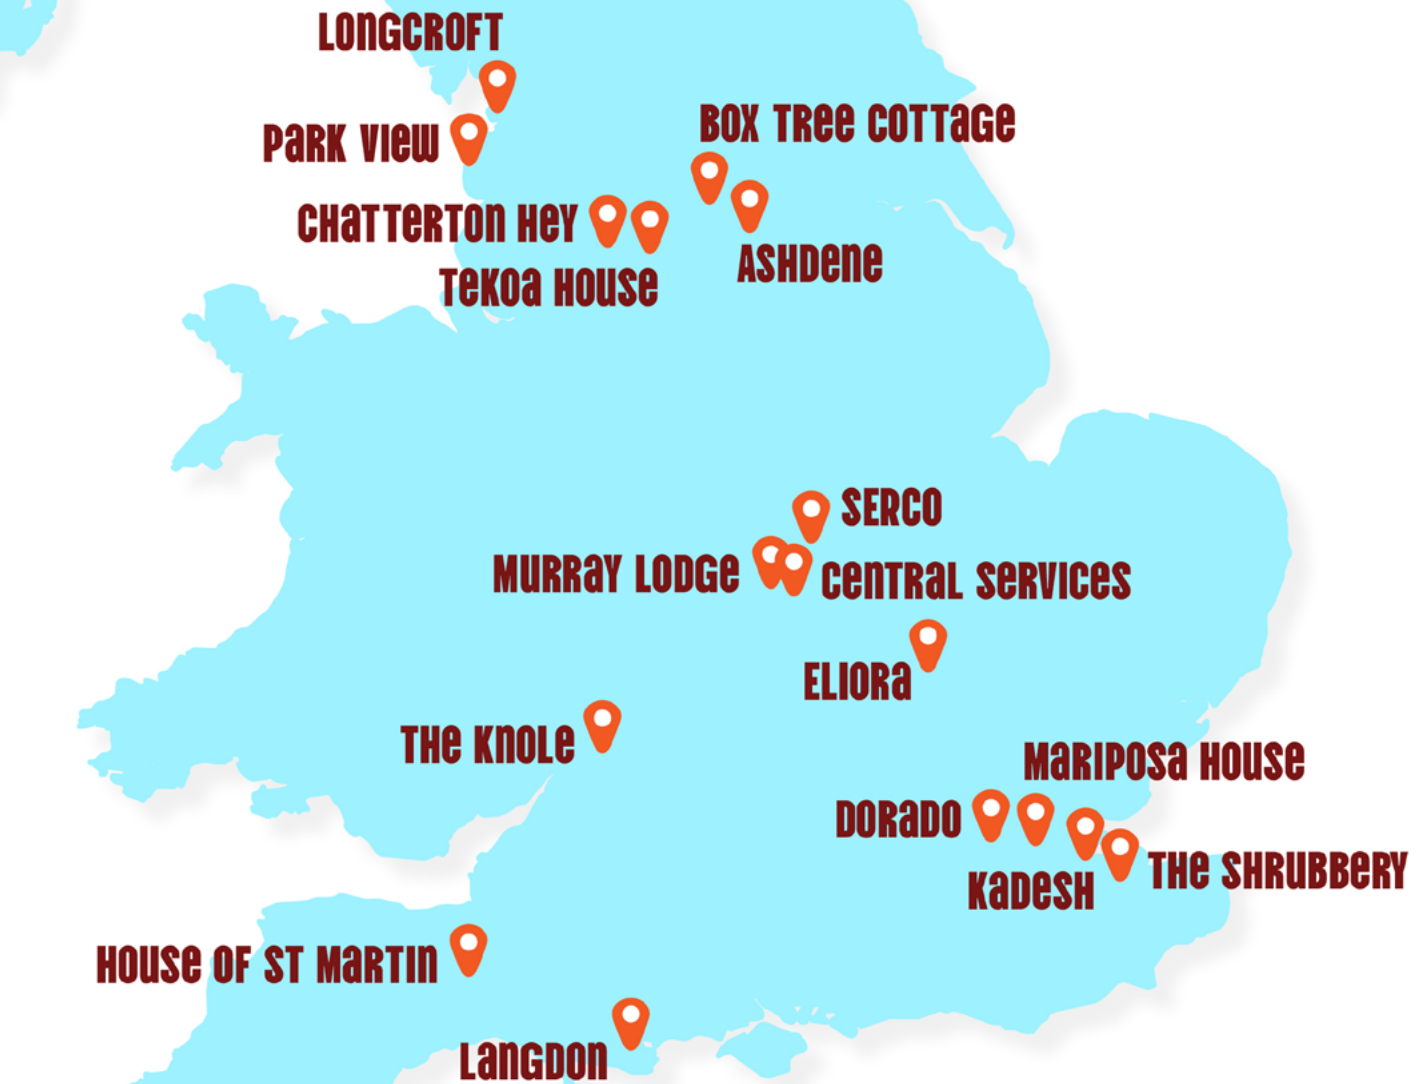 LONGCROFT
BOX TREE COTTAGE
PARK VIEW
CHATTERTON HEY
ASHDENE
TEKOA HOUSE
SERCO
MURRAY LODGE
CENTRAL SERVICES
ELIORA
THE KNOLE
MARIPOSA HOUSE
DORADO
THE SHRUBBERY
KADESH
HOUSE OF ST MARTIN
LANGDON